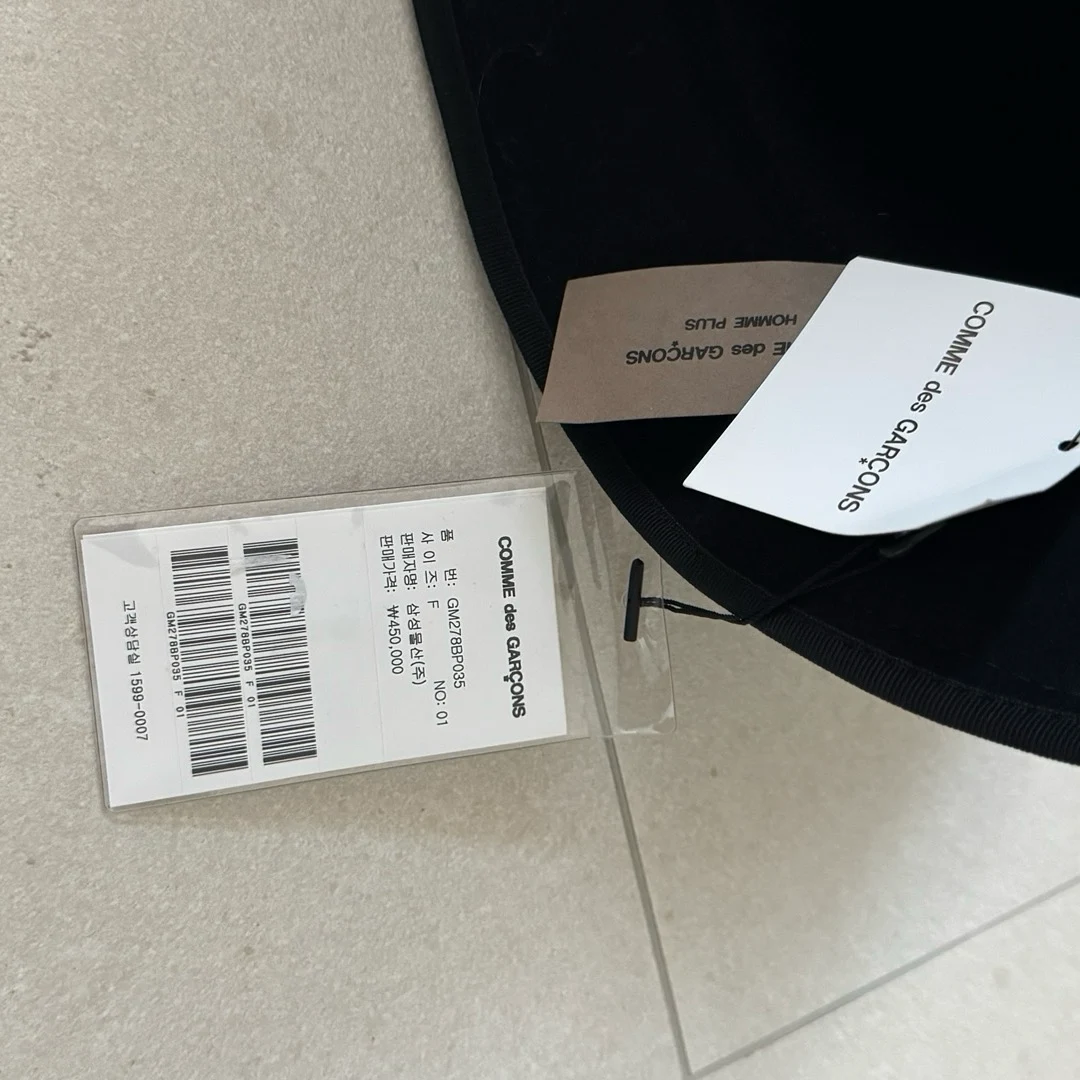 COMME des GARÇONS
품 번: GM278BP035
사 이 즈: F NO: 01
판매자명: 삼성물산(주)
판매가격: ₩450,000
GM278BP035 F 01
GM278BP035 F 01
고객상담실 1599-0007
des GARÇONS
HOMME PLUS
COMME des GARÇONS